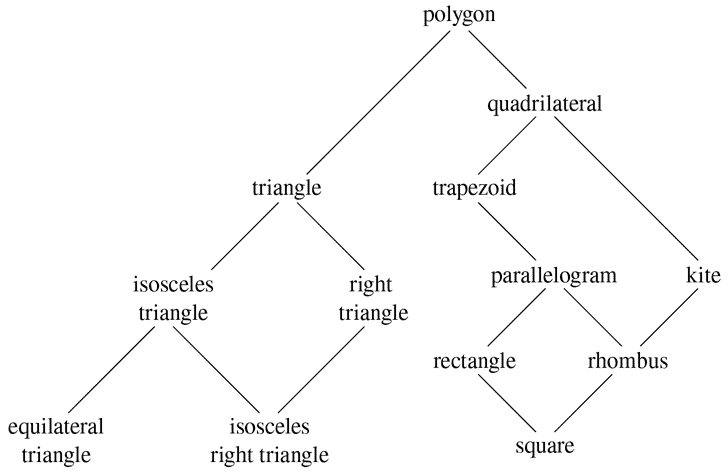 polygon
quadrilateral
triangle
trapezoid
isosceles
triangle
right
triangle
parallelogram
kite
rectangle
rhombus
equilateral
triangle
isosceles
right triangle
square